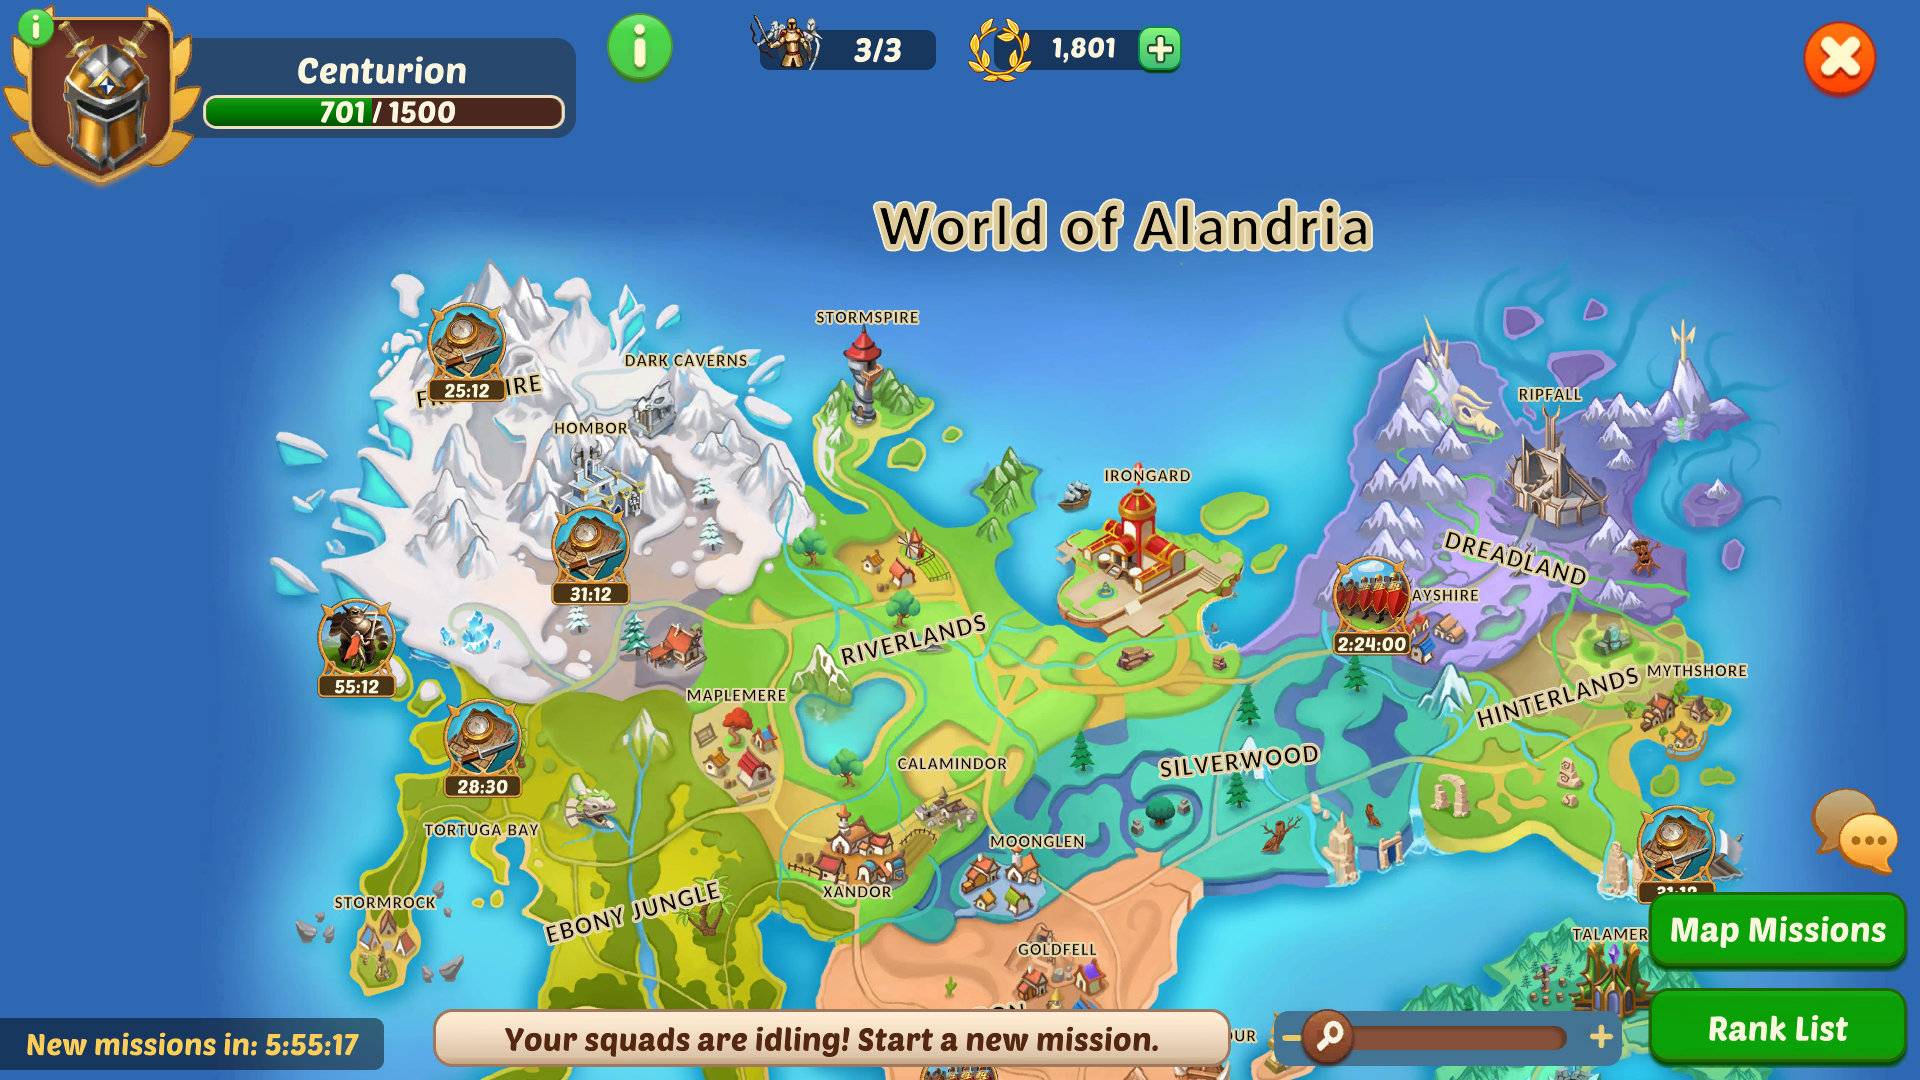 Centurion
701 / 1500
3/3
1,801
World of Alandria
STORMSPIRE
DARK CAVERNS
25:12
RIPFALL
HOMBOR
IRONGARD
DREADLAND
31:12
AYSHIRE
RIVERLANDS
2:24:00
55:12
MYTHSHORE
MAPLEMERE
HINTERLANDS
CALAMINDOR
SILVERWOOD
28:30
TORTUGA BAY
MOONGLEN
XANDOR
31:12
STORMROCK
EBONY JUNGLE
Map Missions
TALAMER
GOLDFELL
New missions in: 5:55:17
Your squads are idling! Start a new mission.
Rank List